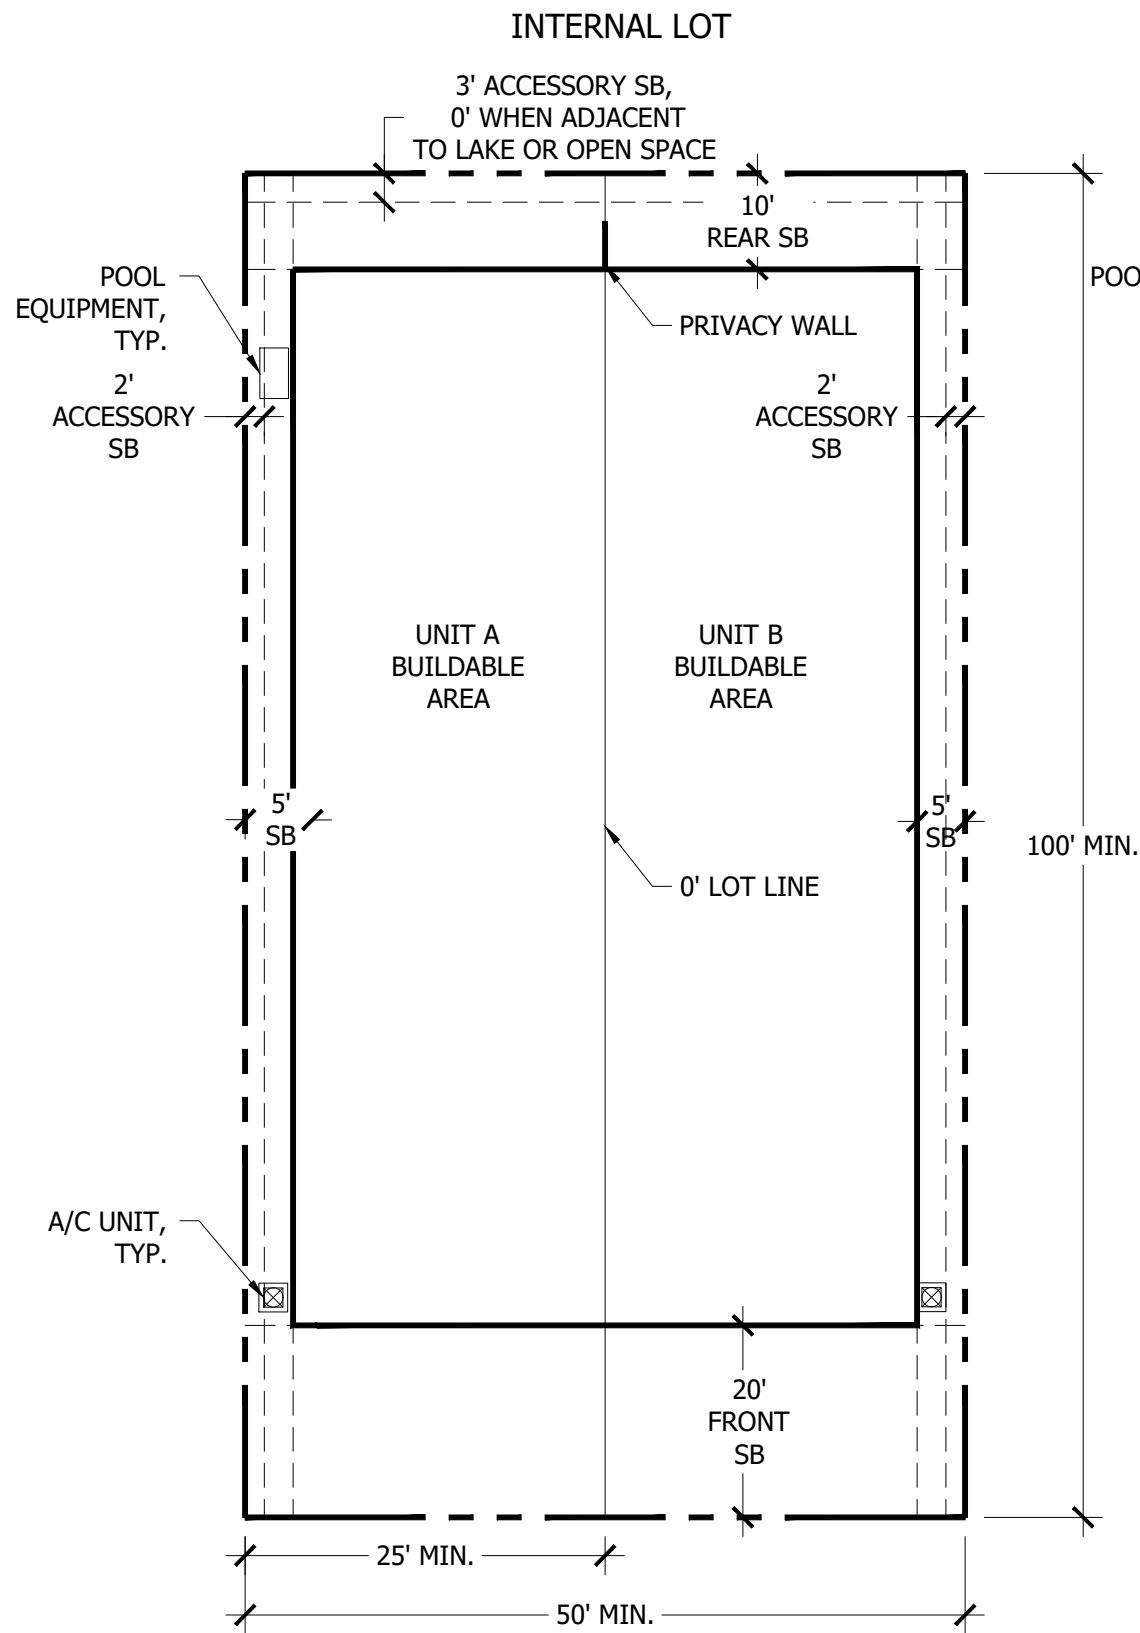 INTERNAL LOT
3' ACCESSORY SB,
0' WHEN ADJACENT
TO LAKE OR OPEN SPACE
10'
REAR SB
POOL
EQUIPMENT,
TYP.
POO
PRIVACY WALL
2'
ACCESSORY
SB
2'
ACCESSORY
SB
UNIT A
BUILDABLE
AREA
UNIT B
BUILDABLE
AREA
5'
SB
5'
SB
100' MIN.
0' LOT LINE
A/C UNIT,
TYP.
20'
FRONT
SB
25' MIN.
50' MIN.